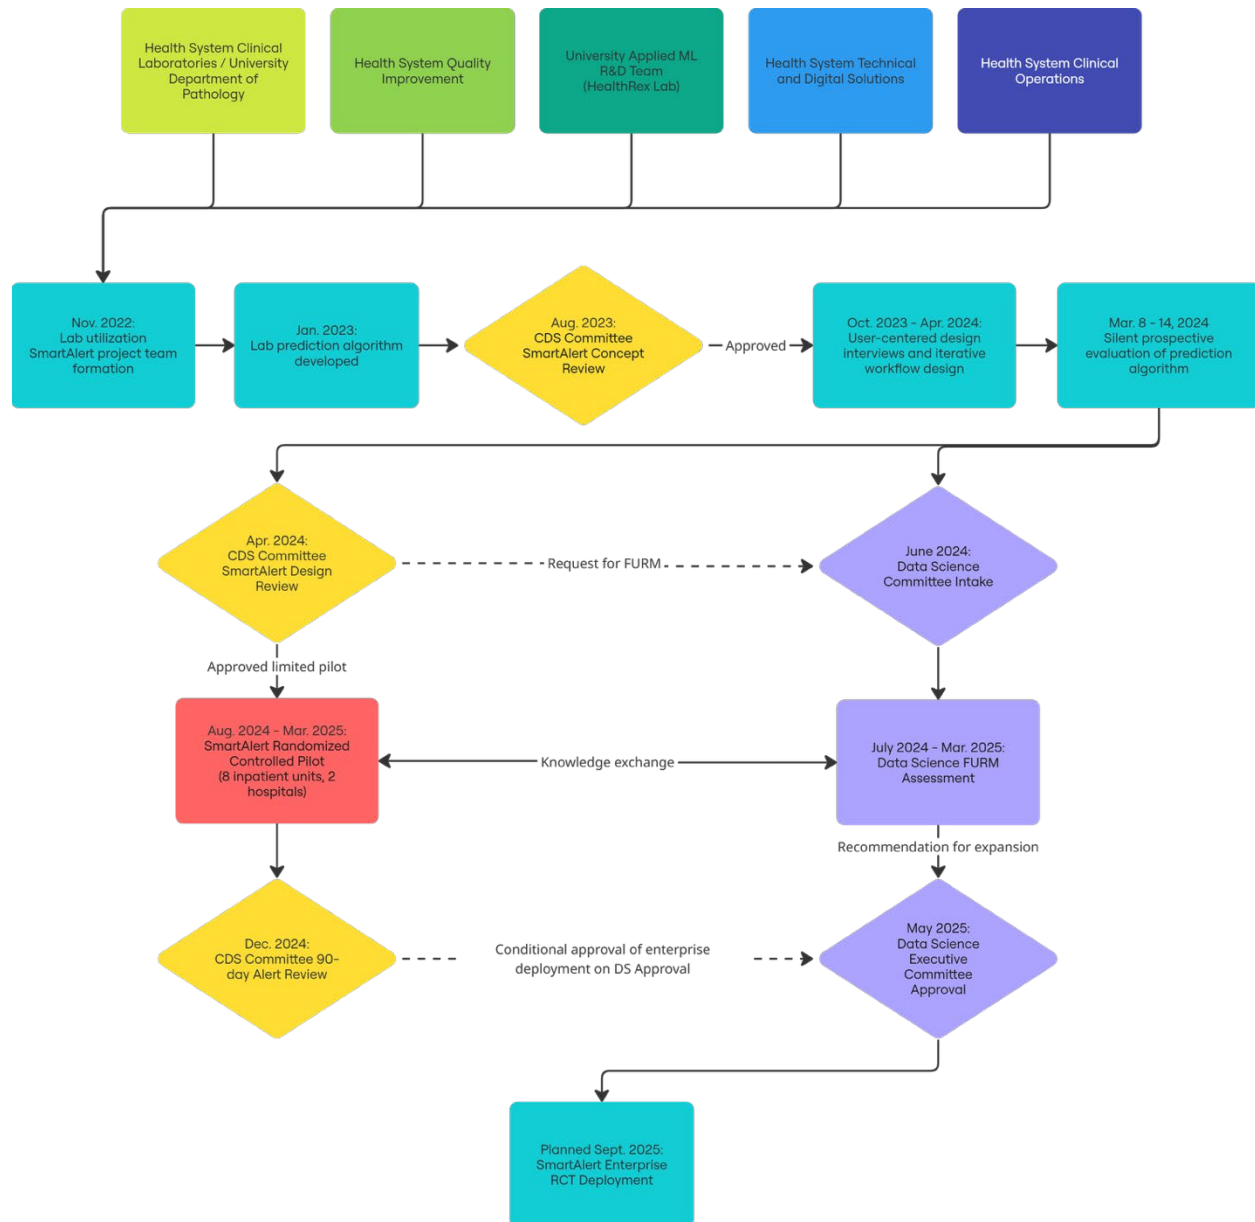 Health System Clinical
Laboratories / University
Department of
Pathology
Health System Quality
Improvement
University Applied ML
R&D Team
(HealthRex Lab)
Health System Technical
and Digital Solutions
Health System Clinical
Operations
Nov. 2022:
Lab utilization
SmartAlert project team
formation
Jan. 2023:
Lab prediction algorithm
developed
Aug. 2023:
CDS Committee
SmartAlert Concept
Review
Approved
Oct. 2023 - Apr. 2024:
User-centered design
interviews and iterative
workflow design
Mar. 8 - 14, 2024
Silent prospective
evaluation of prediction
algorithm
Apr. 2024:
CDS Committee
SmartAlert Design
Review
Request for FURM
June 2024:
Data Science
Committee Intake
Approved limited pilot
Aug. 2024 - Mar. 2025:
SmartAlert Randomized
Controlled Pilot
(8 inpatient units, 2
hospitals)
Knowledge exchange
July 2024 - Mar. 2025:
Data Science FURM
Assessment
Recommendation for expansion
Dec. 2024:
CDS Committee 90-
day Alert Review
Conditional approval of enterprise
deployment on DS Approval
May 2025:
Data Science
Executive
Committee
Approval
Planned Sept. 2025:
SmartAlert Enterprise
RCT Deployment